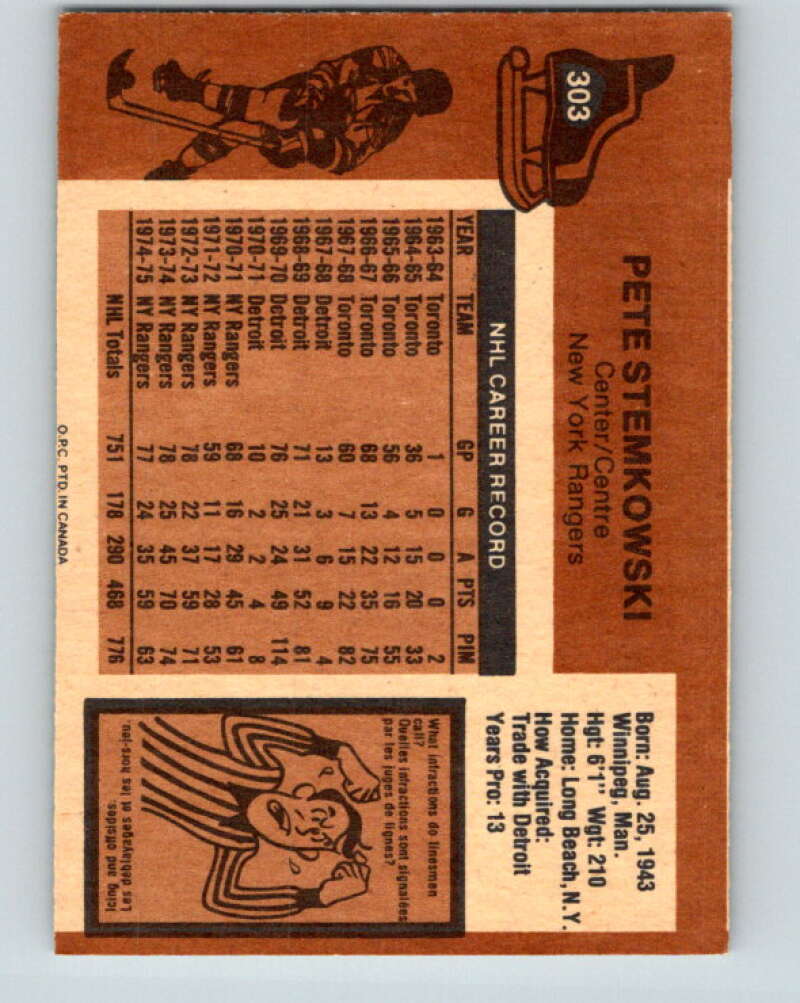 303
PETE STEMKOWSKI
Center/Centre
New York Rangers
Born: Aug. 25, 1943
Winnipeg, Man.
Hgt: 6'1" Wgt: 210
Home: Long Beach, N.Y.
How Acquired:
Trade with Detroit
Years Pro: 13
NHL CAREER RECORD
YEAR TEAM GP G A PTS PIM
1963-64 Toronto 1 0 0 0 2
1964-65 Toronto 36 5 15 20 33
1965-66 Toronto 56 4 12 16 55
1966-67 Toronto 68 13 22 35 75
1967-68 Toronto 60 7 15 22 82
1967-68 Detroit 13 3 6 9 4
1968-69 Detroit 71 21 31 52 81
1969-70 Detroit 76 25 24 49 114
1970-71 Detroit 10 2 2 4 8
1970-71 NY Rangers 68 16 29 45 61
1971-72 NY Rangers 59 11 17 28 53
1972-73 NY Rangers 78 22 37 59 71
1973-74 NY Rangers 78 25 45 70 74
1974-75 NY Rangers 77 24 35 59 63
NHL Totals 751 178 290 468 776
What infractions do linesmen
call?
Quelles infractions sont signalées
par les juges de lignes?
Icing and offsides.
Les déblayages et les hors-jeu.
O.P.C. PTD. IN CANADA